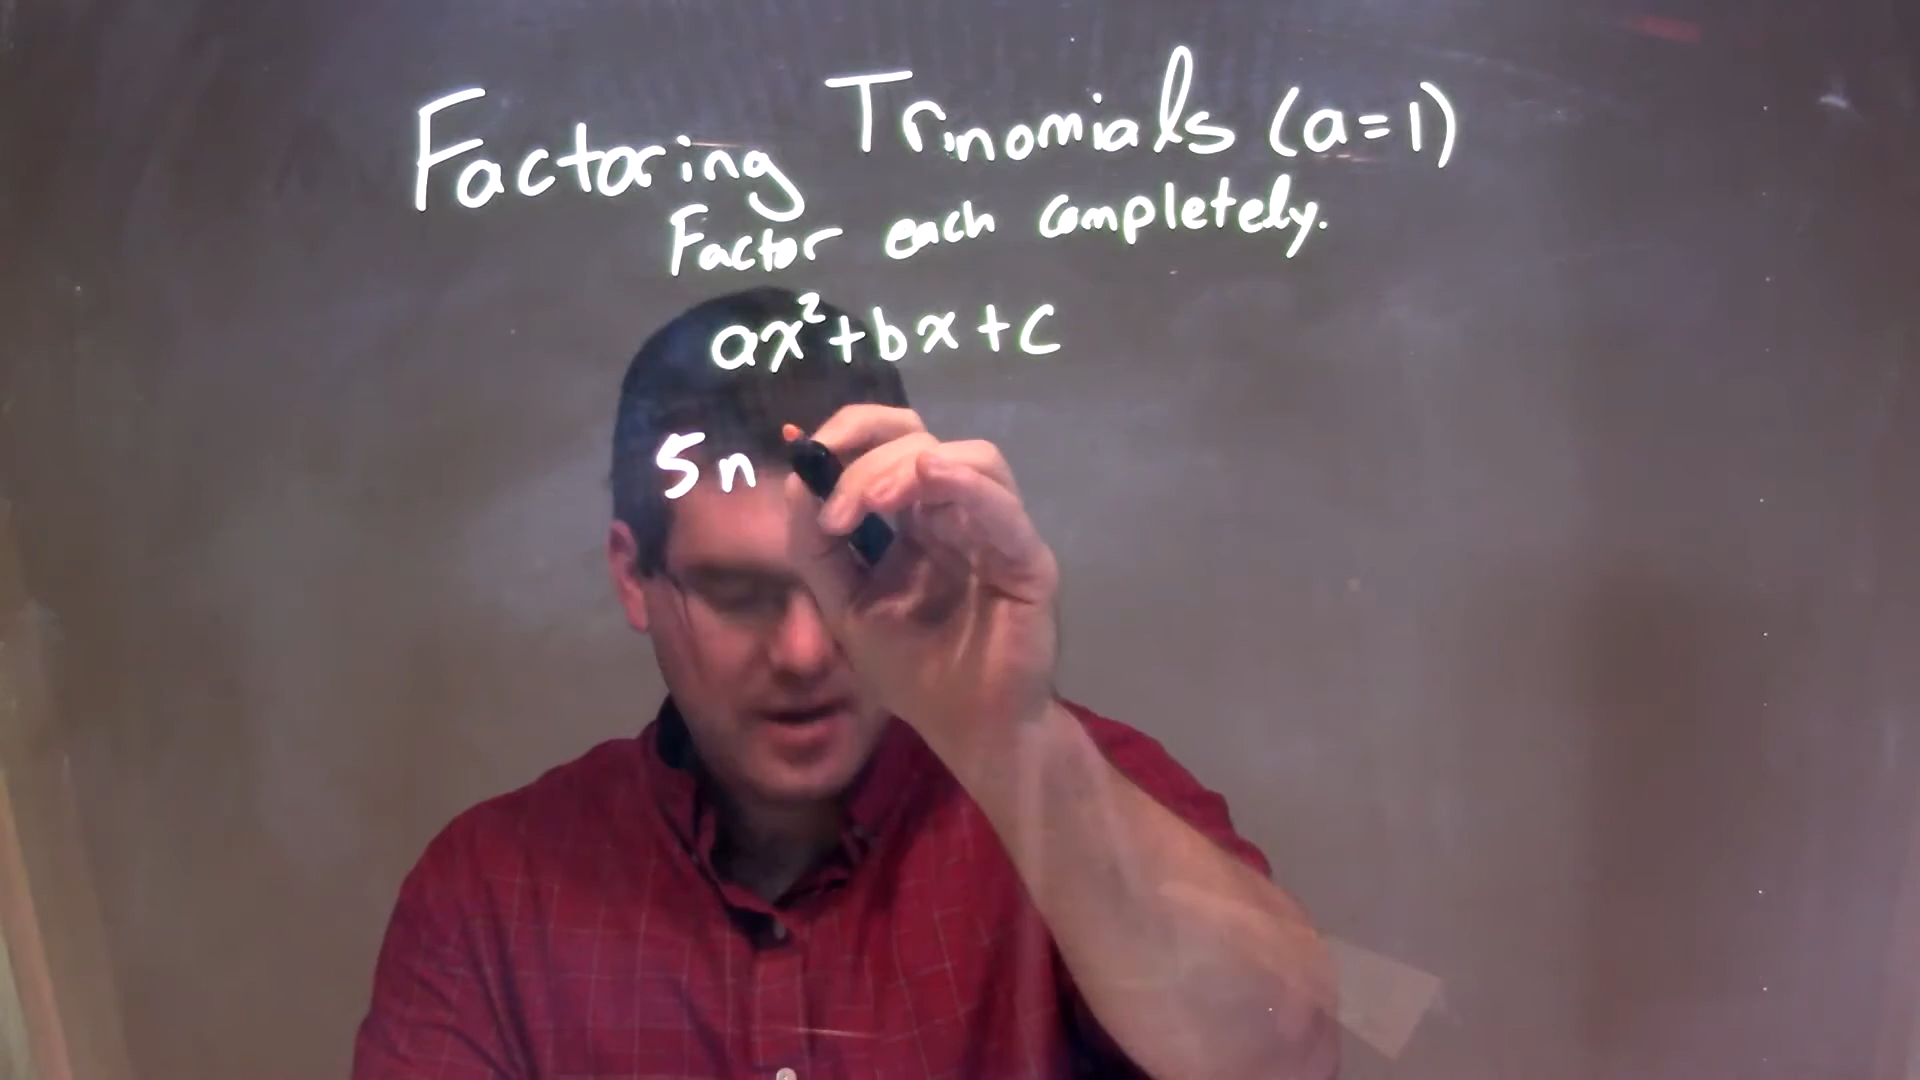 Factoring Trinomials (a=1)
Factor each completely.
ax²+bx+c
5n